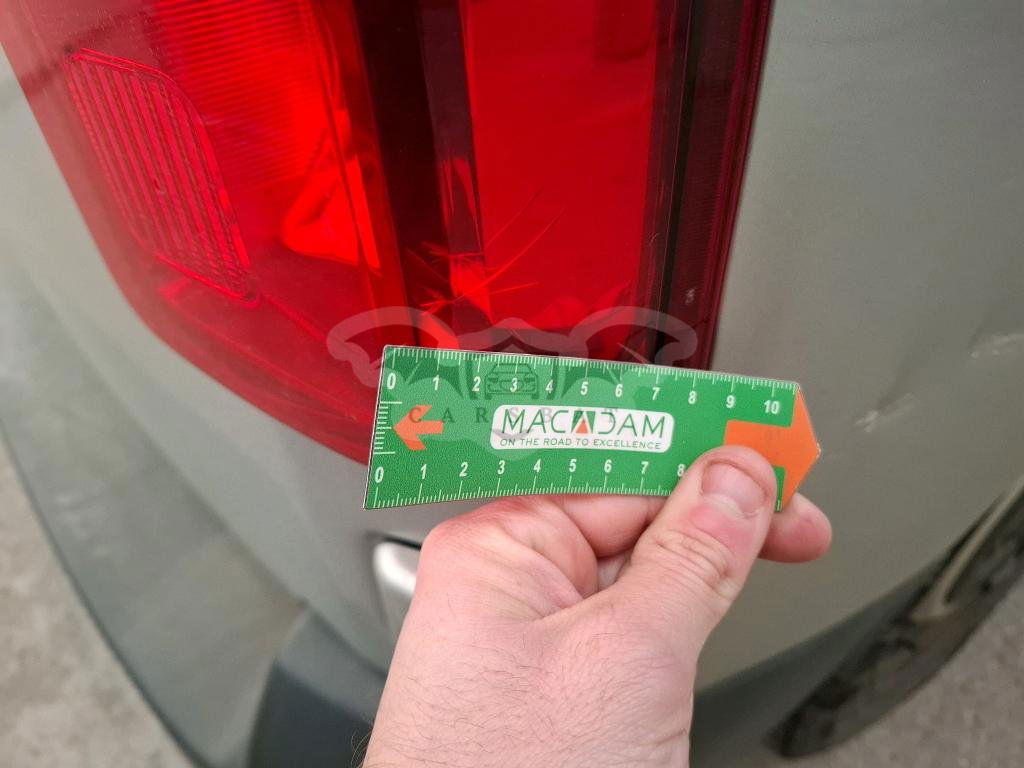 0 1 2 3 4 5 6 7 8 9 10
CARSBAT
MACADAM
ON THE ROAD TO EXCELLENCE
0 1 2 3 4 5 6 7 8